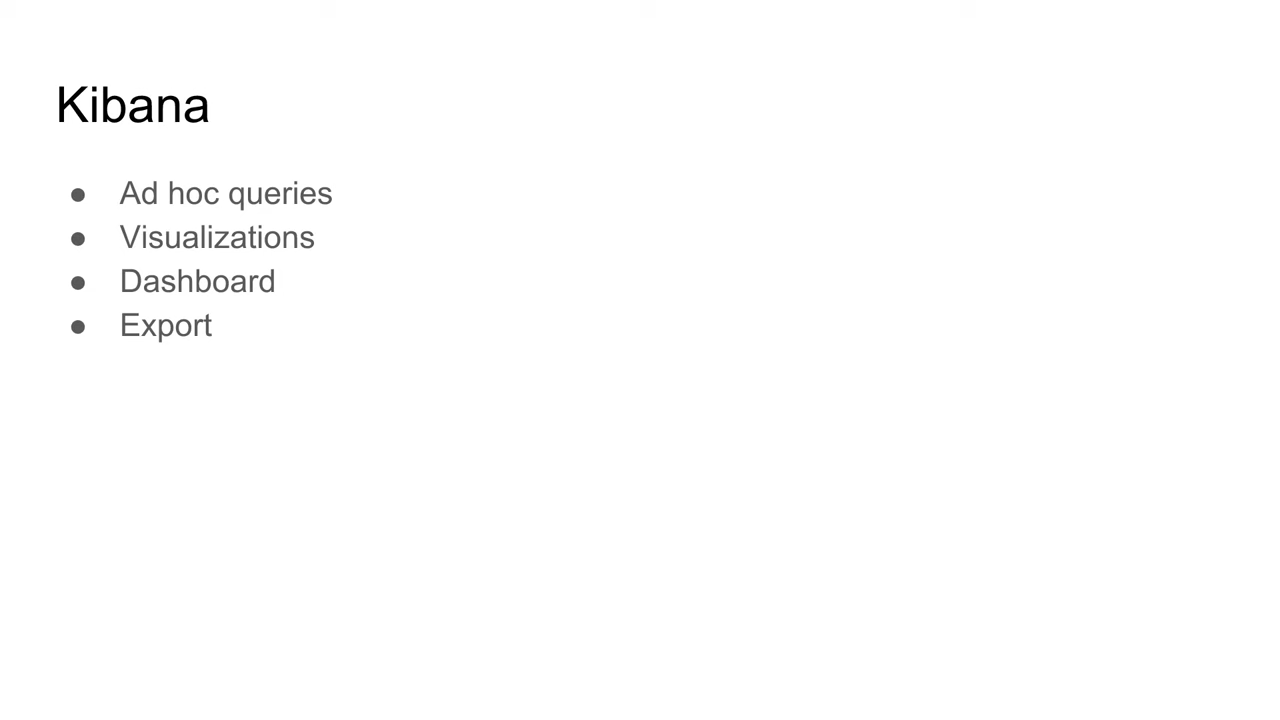 Kibana
● Ad hoc queries
● Visualizations
● Dashboard
● Export